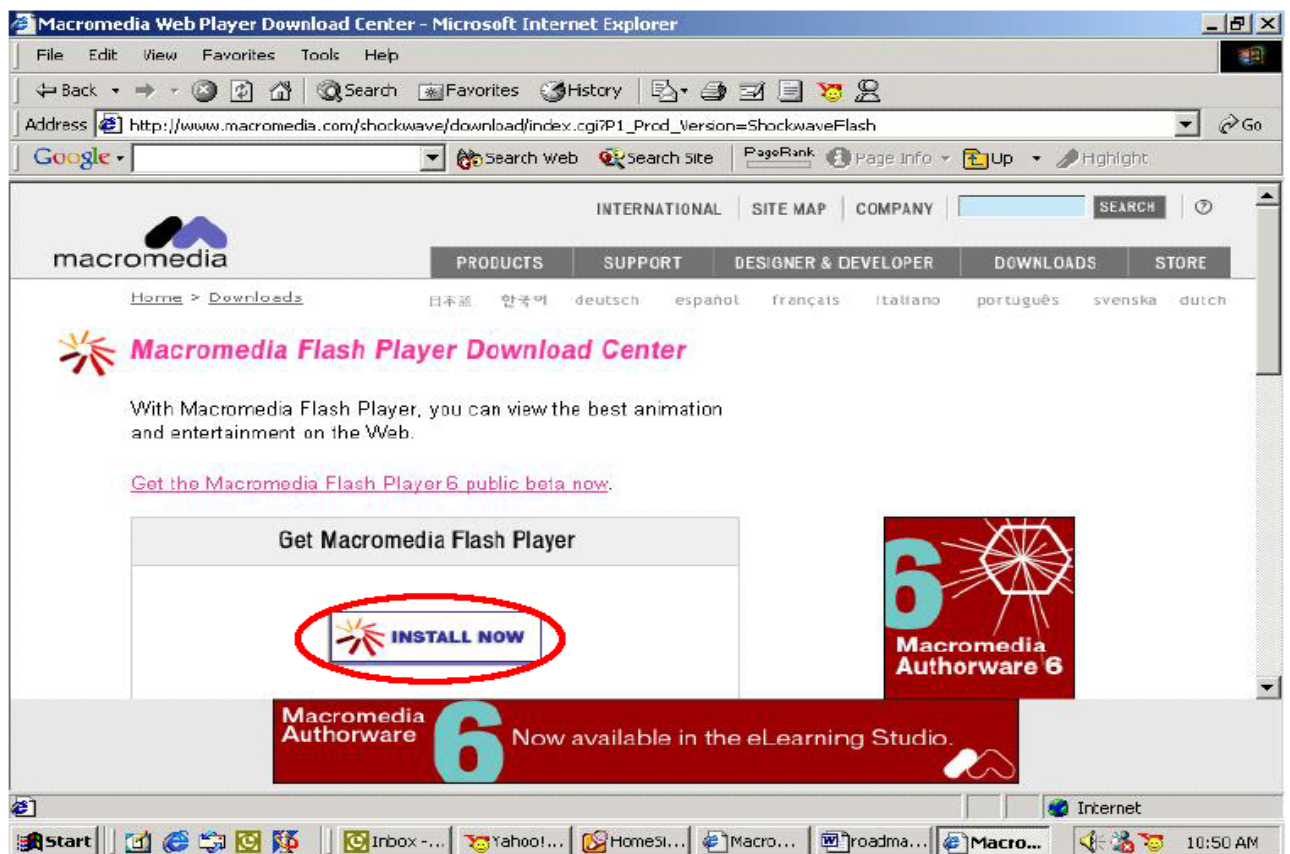 Macromedia Web Player Download Center - Microsoft Internet Explorer
File Edit View Favorites Tools Help
Back Search Favorites History
Address http://www.macromedia.com/shockwave/download/index.cgi?P1_Prod_Version=ShockwaveFlash Go
Google Search Web Search Site PageRank Page Info Up Highlight
INTERNATIONAL SITE MAP COMPANY SEARCH ?
macromedia
PRODUCTS SUPPORT DESIGNER & DEVELOPER DOWNLOADS STORE
Home > Downloads
日本語 한국어 deutsch español français italiano português svenska dutch
Macromedia Flash Player Download Center
With Macromedia Flash Player, you can view the best animation
and entertainment on the Web.
Get the Macromedia Flash Player 6 public beta now.
Get Macromedia Flash Player
INSTALL NOW
6
Macromedia
Authorware 6
Macromedia
Authorware
6
Now available in the eLearning Studio.
Internet
Start Inbox -... Yahoo!... HomeSi... Macro... roadma... Macro... 10:50 AM